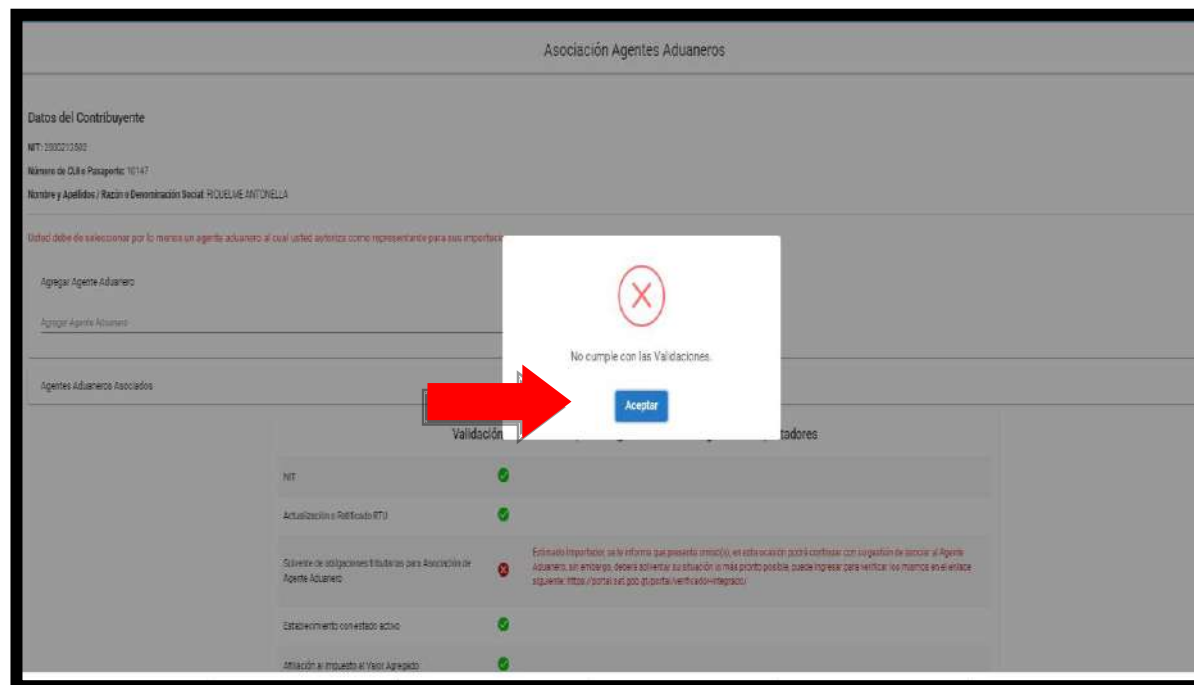 Asociación Agentes Aduaneros
Datos del Contribuyente
NIT:
Número de CUI o Pasaporte: 10147
Nombre y Apellidos / Razón o Denominación Social: RIQUELME ANTONELLA
Usted debe de seleccionar por lo menos un agente aduanero al cual usted autoriza como representante para sus
Agregar Agente Aduanero
Agregar Agente Aduanero
No cumple con las Validaciones.
Agentes Aduaneros Asociados
Aceptar
Validación
NIT
Actualización o Ratificado RTU
Solvente de obligaciones tributarias para Asociación de
Agente Aduanero
Estimado Importador, se le informa que presenta omiso(s), en esta ocasión podrá continuar con su gestión de asociar al Agente
Aduanero, sin embargo, deberá solventar su situación lo más pronto posible, puede ingresar para verificar los mismos en el enlace
siguiente: https://portal.sat.gob.gt/portal/verificador-integrado/
Establecimiento con estado activo
Afiliación al Impuesto al Valor Agregado